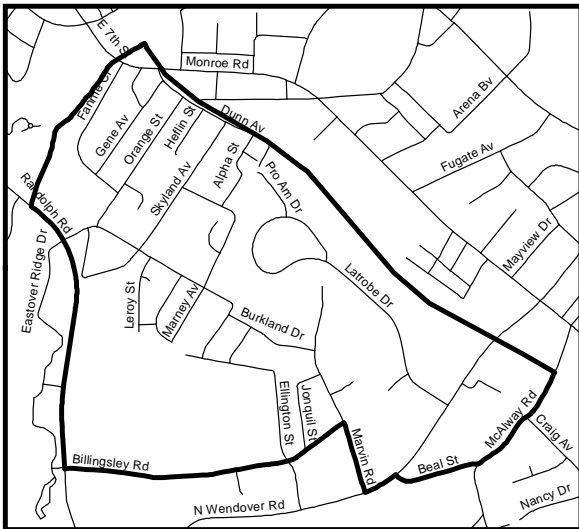 E 7th St
Monroe Rd
Fannie Cr
Gene Av
Orange St
Heflin St
Dunn Av
Arena Bv
Fugate Av
Skyland Av
Alpha St
Pro Am Dr
Randolph Rd
Eastover Ridge Dr
Mayview Dr
Latrobe Dr
Leroy St
Marney Av
Burkland Dr
Ellington St
Jonquil St
Marvin Rd
McAlway Rd
Craig Av
Billingsley Rd
Beal St
N Wendover Rd
Nancy Dr